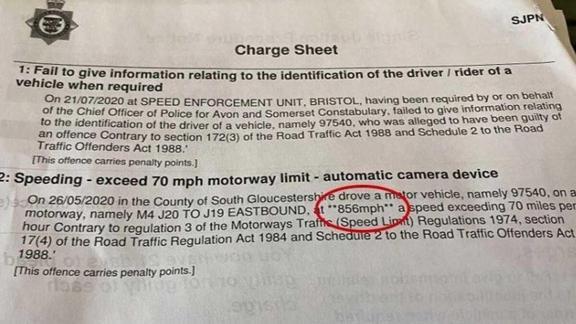 SJPN
Charge Sheet
1: Fail to give information relating to the identification of the driver / rider of a
vehicle when required
On 21/07/2020 at SPEED ENFORCEMENT UNIT, BRISTOL, having been required by or on behalf
of the Chief Officer of Police for Avon and Somerset Constabulary, failed to give information relating
to the identification of the driver of a vehicle, namely 97540, who was alleged to have been guilty of
an offence Contrary to section 172(3) of the Road Traffic Act 1988 and Schedule 2 to the Road
Traffic Offenders Act 1988.'
[This offence carries penalty points.]
2: Speeding - exceed 70 mph motorway limit - automatic camera device
On 26/05/2020 in the County of South Gloucestershire drove a motor vehicle, namely 97540, on a
motorway, namely M4 J20 TO J19 EASTBOUND, at **856mph** a speed exceeding 70 miles per
hour Contrary to regulation 3 of the Motorways Traffic (Speed Limit) Regulations 1974, section
17(4) of the Road Traffic Regulation Act 1984 and Schedule 2 to the Road Traffic Offenders Act
1988.'
[This offence carries penalty points.]